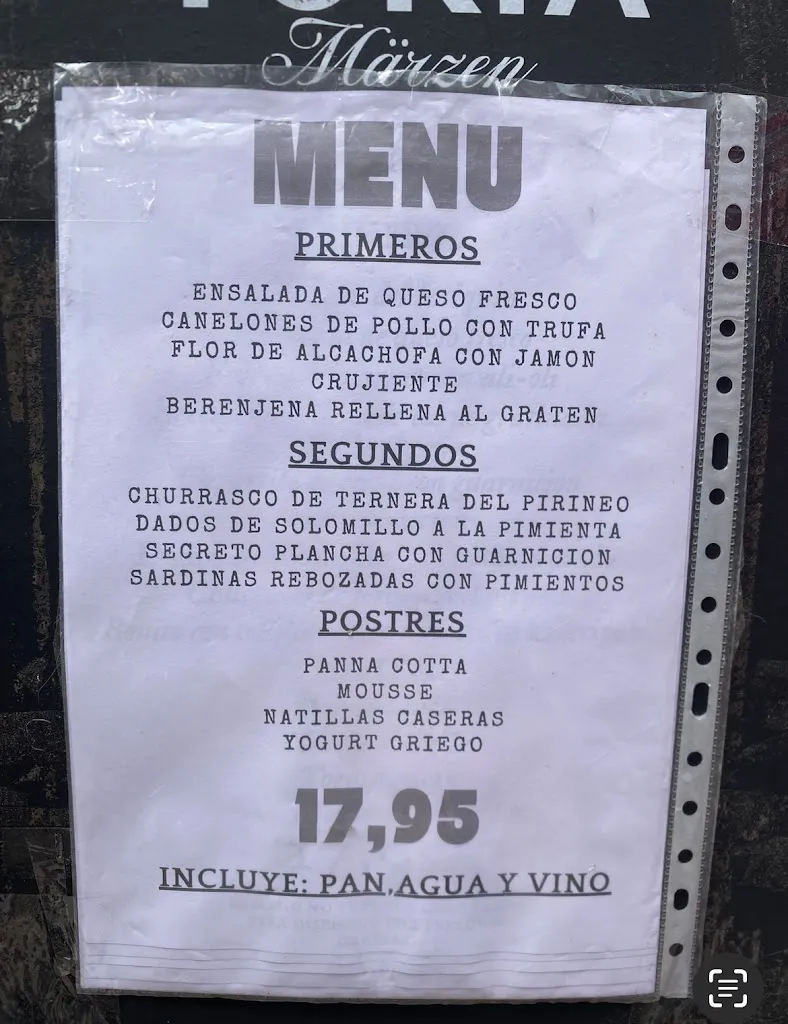 Märzen
MENU
PRIMEROS
ENSALADA DE QUESO FRESCO
CANELONES DE POLLO CON TRUFA
FLOR DE ALCACHOFA CON JAMON
CRUJIENTE
BERENJENA RELLENA AL GRATEN
SEGUNDOS
CHURRASCO DE TERNERA DEL PIRINEO
DADOS DE SOLOMILLO A LA PIMIENTA
SECRETO PLANCHA CON GUARNICION
SARDINAS REBOZADAS CON PIMIENTOS
POSTRES
PANNA COTTA
MOUSSE
NATILLAS CASERAS
YOGURT GRIEGO
17,95
INCLUYE: PAN,AGUA Y VINO